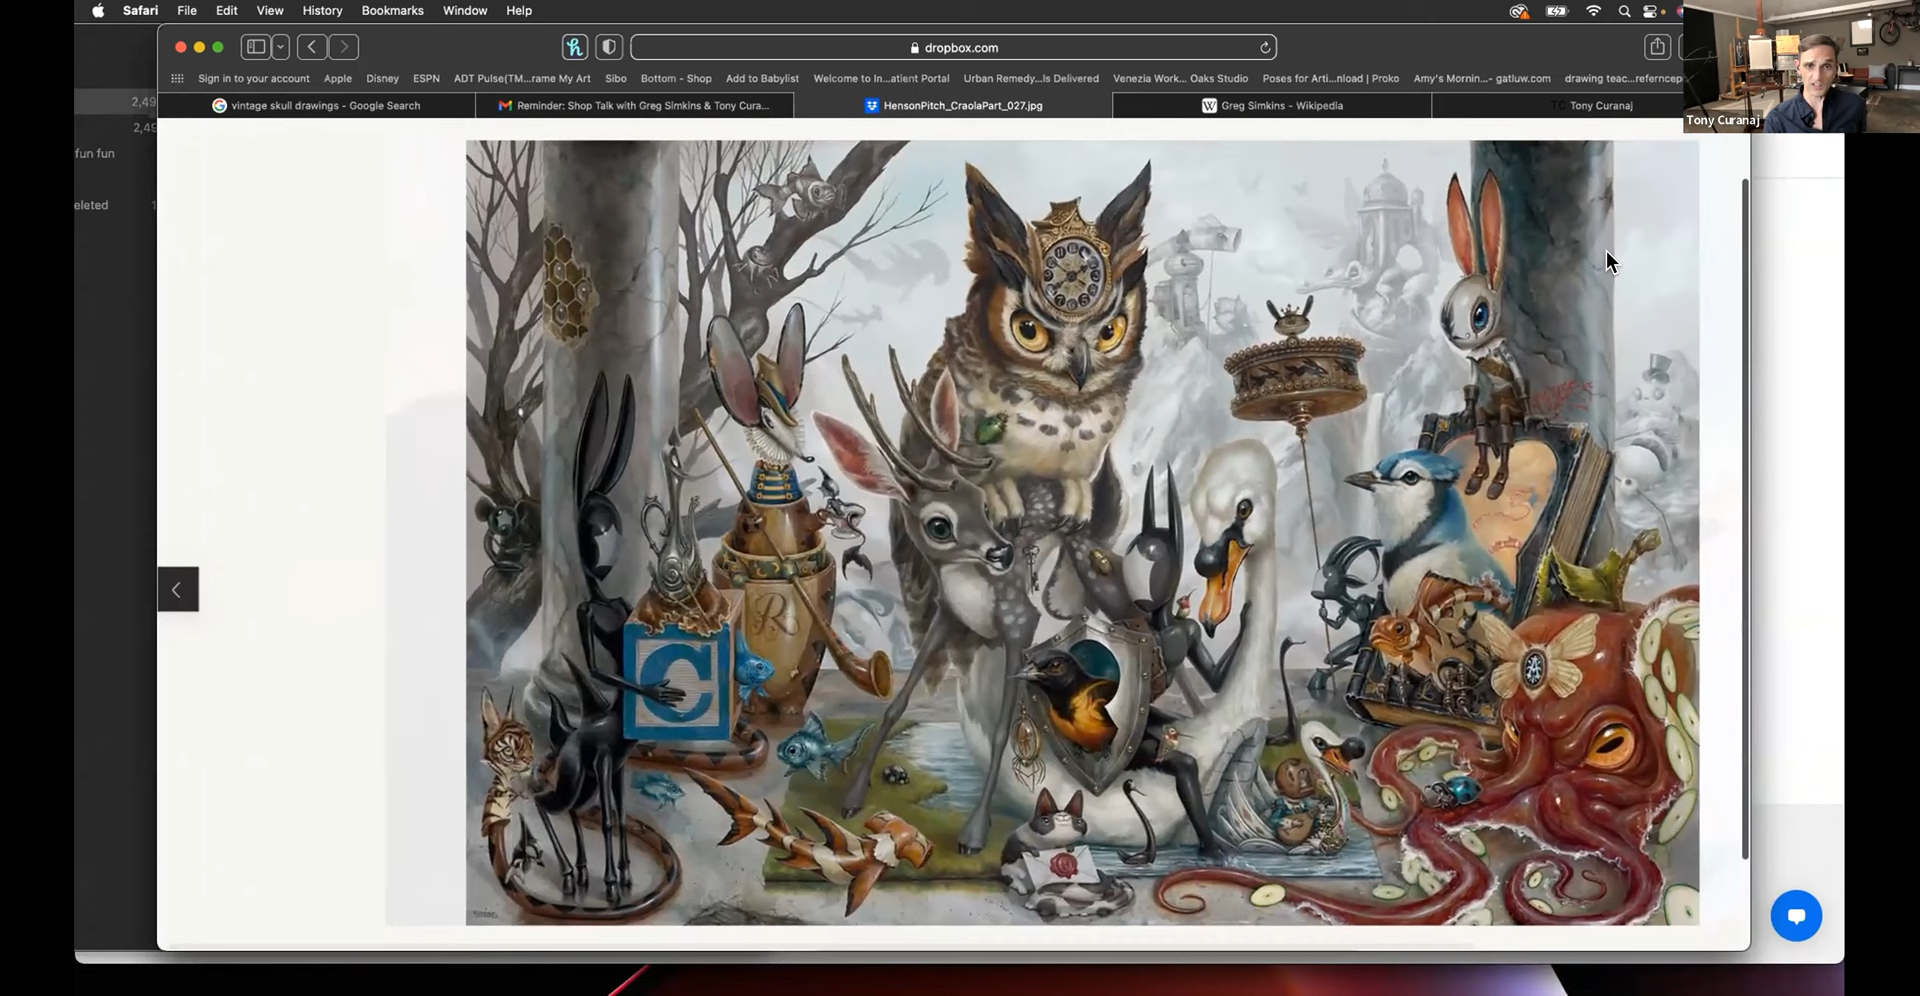 Safari File Edit View History Bookmarks Window Help
dropbox.com
Sign in to your account Apple Disney ESPN ADT Pulse(TM...rame My Art Sibo Bottom - Shop Add to Babylist Welcome to In...atient Portal Urban Remedy...ls Delivered Venezia Work... Oaks Studio Poses for Arti...nload | Proko Amy's Mornin...- gatluw.com drawing teac...referncep
vintage skull drawings - Google Search Reminder: Shop Talk with Greg Simkins & Tony Cura... HensonPitch_CraolaPart_027.jpg Greg Simkins - Wikipedia TC Tony Curanaj
Tony Curanaj
2,49
2,49
fun fun
eleted 1
R
C